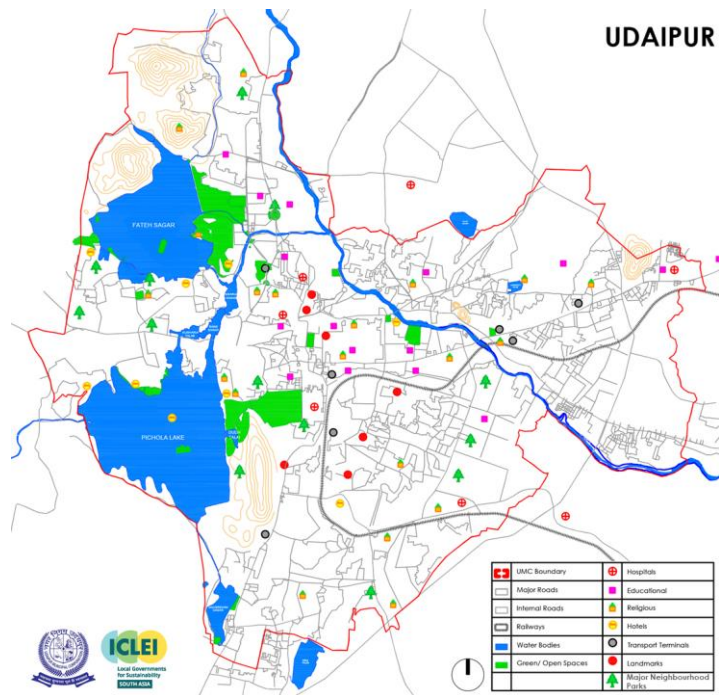 UDAIPUR
FATEH SAGAR
PICHOLA LAKE
ICLEI
Local Governments
for Sustainability
SOUTH ASIA
UMC Boundary
Hospitals
Major Roads
Educational
Internal Roads
Religious
Railways
Hotels
Water Bodies
Transport Terminals
Green/ Open Spaces
Landmarks
Major Neighbourhood
Parks